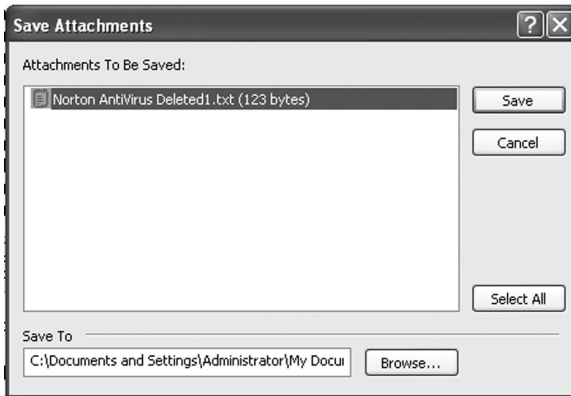 Save Attachments
Attachments To Be Saved:
Norton AntiVirus Deleted1.txt (123 bytes)
Save
Cancel
Select All
Save To
C:\Documents and Settings\Administrator\My Docu
Browse...